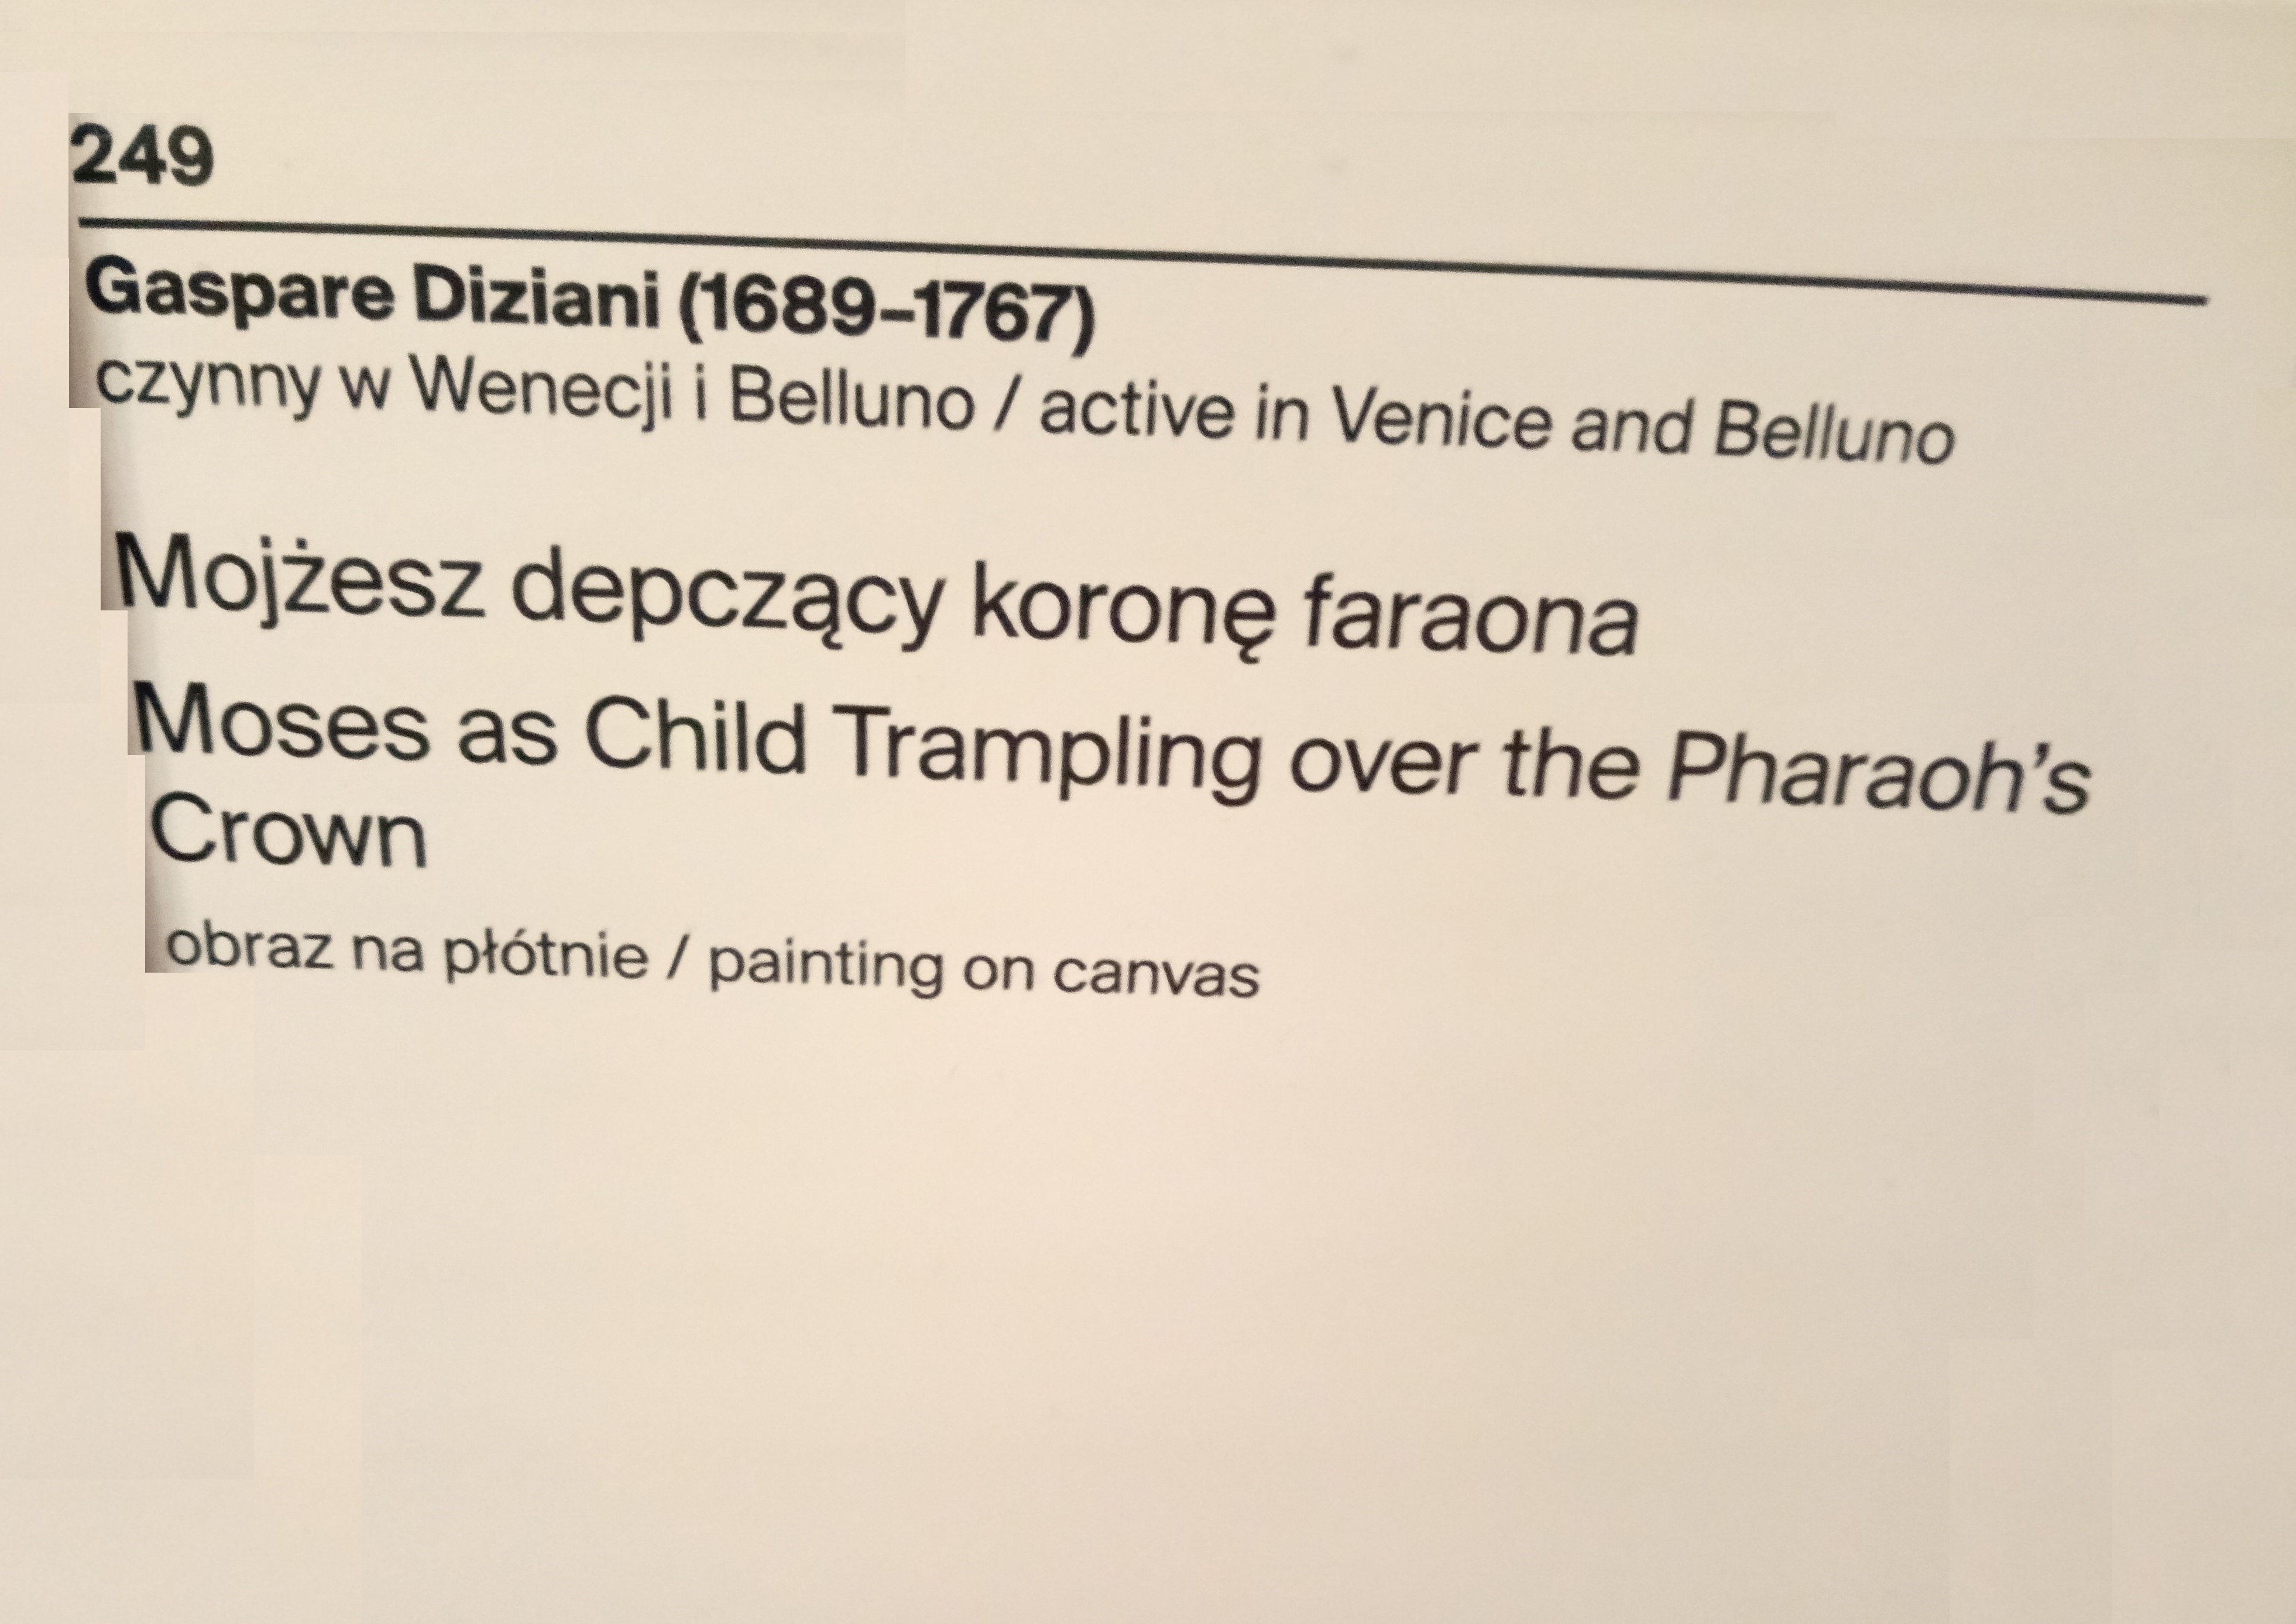 249
Gaspare Diziani (1689–1767)
czynny w Wenecji i Belluno / active in Venice and Belluno
Mojżesz depczący koronę faraona
Moses as Child Trampling over the Pharaoh’s
Crown
obraz na płótnie / painting on canvas